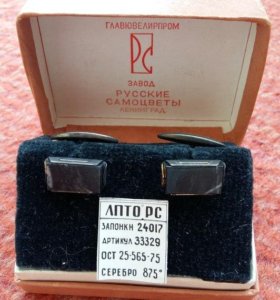 ГЛАВЮВЕЛИРПРОМ
РС
ЗАВОД
РУССКИЕ
САМОЦВЕТЫ
ЛЕНИНГРАД
ЛПТО РС
ЗАПОНКИ 24017
АРТИКУЛ 33329
ОСТ 25-565-75
СЕРЕБРО 875°